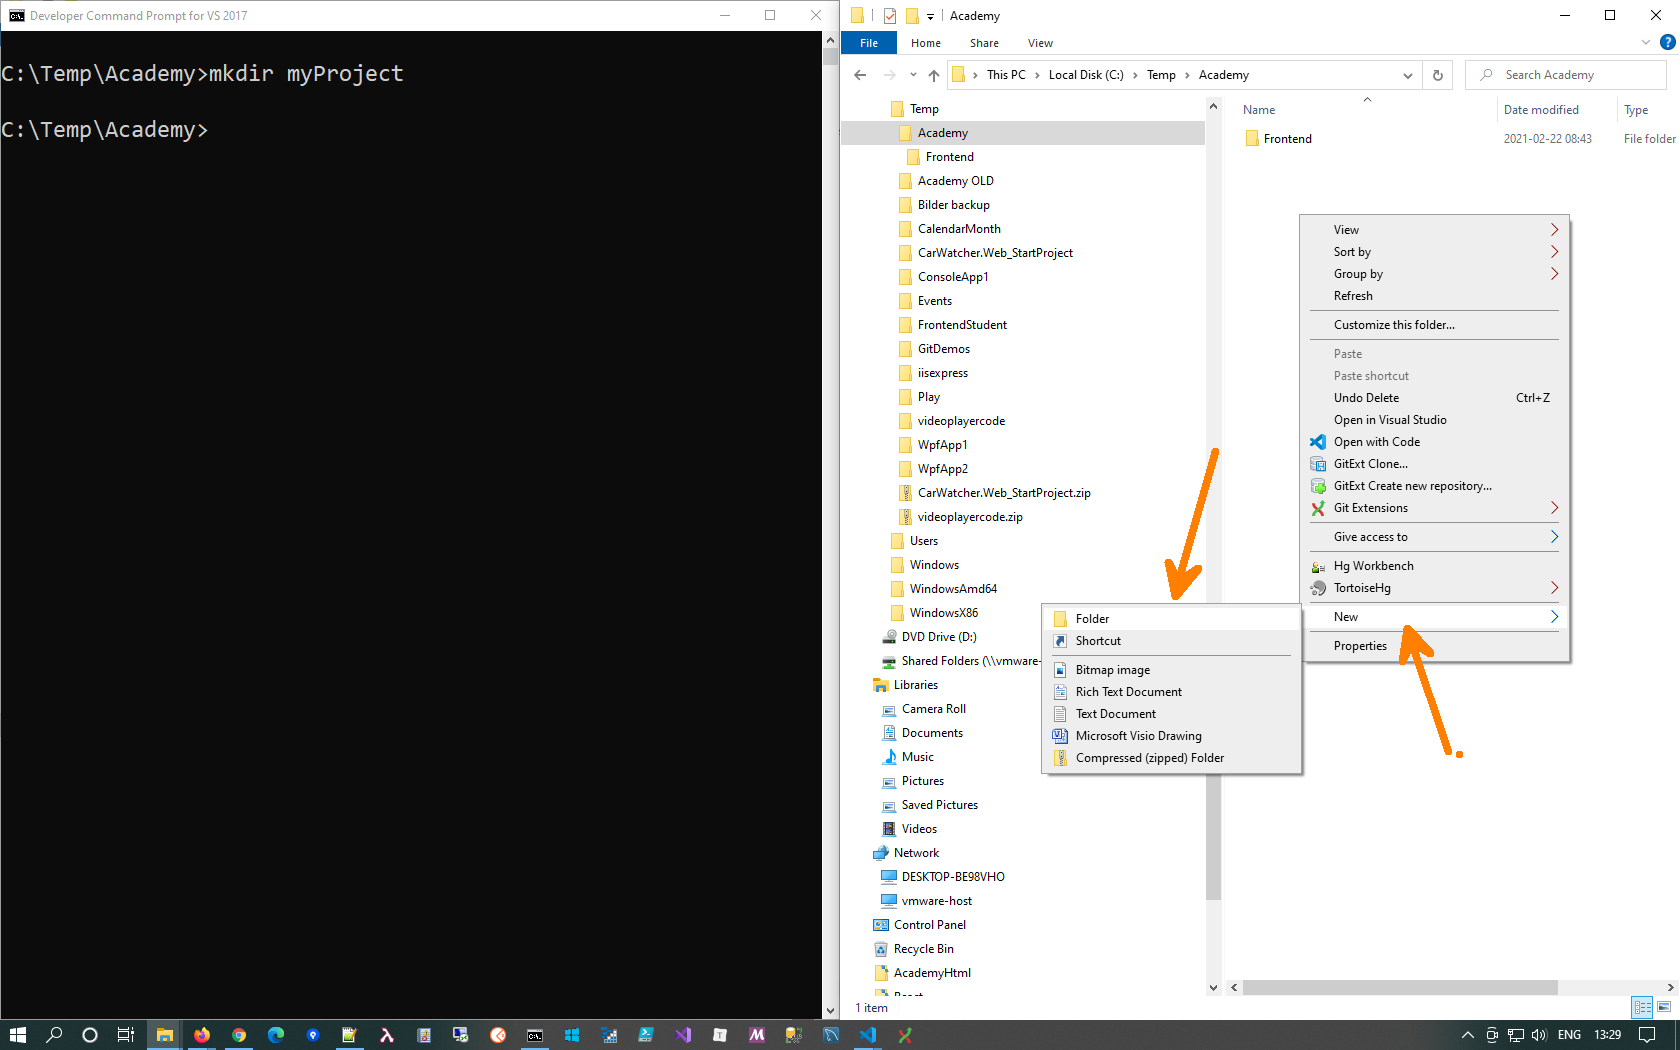 Developer Command Prompt for VS 2017
C:\Temp\Academy>mkdir myProject
C:\Temp\Academy>
Academy
File Home Share View
This PC Local Disk (C:) Temp Academy
Search Academy
Temp
Academy
Frontend
Academy OLD
Bilder backup
CalendarMonth
CarWatcher.Web_StartProject
ConsoleApp1
Events
FrontendStudent
GitDemos
iisexpress
Play
videoplayercode
WpfApp1
WpfApp2
CarWatcher.Web_StartProject.zip
videoplayercode.zip
Users
Windows
WindowsAmd64
WindowsX86
DVD Drive (D:)
Shared Folders (\\vmware-
Libraries
Camera Roll
Documents
Music
Pictures
Saved Pictures
Videos
Network
DESKTOP-BE98VHO
vmware-host
Control Panel
Recycle Bin
AcademyHtml
Name Date modified Type
Frontend 2021-02-22 08:43 File folder
View
Sort by
Group by
Refresh
Customize this folder...
Paste
Paste shortcut
Undo Delete Ctrl+Z
Open in Visual Studio
Open with Code
GitExt Clone...
GitExt Create new repository...
Git Extensions
Give access to
Hg Workbench
TortoiseHg
New
Properties
Folder
Shortcut
Bitmap image
Rich Text Document
Text Document
Microsoft Visio Drawing
Compressed (zipped) Folder
1 item
ENG 13:29